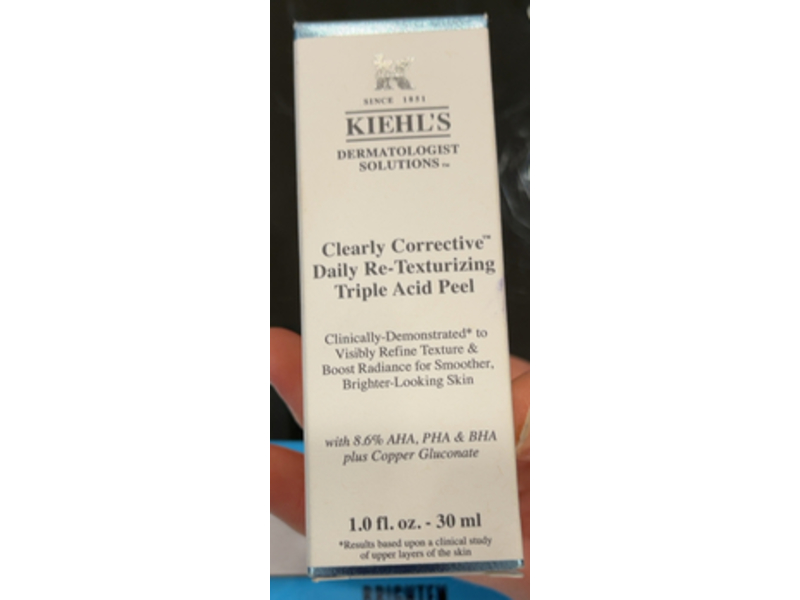 SINCE 1851
KIEHL'S
DERMATOLOGIST
SOLUTIONS™
Clearly Corrective™
Daily Re-Texturizing
Triple Acid Peel
Clinically-Demonstrated* to
Visibly Refine Texture &
Boost Radiance for Smoother,
Brighter-Looking Skin
with 8.6% AHA, PHA & BHA
plus Copper Gluconate
1.0 fl. oz. - 30 ml
*Results based upon a clinical study
of upper layers of the skin
BRIGHTEN